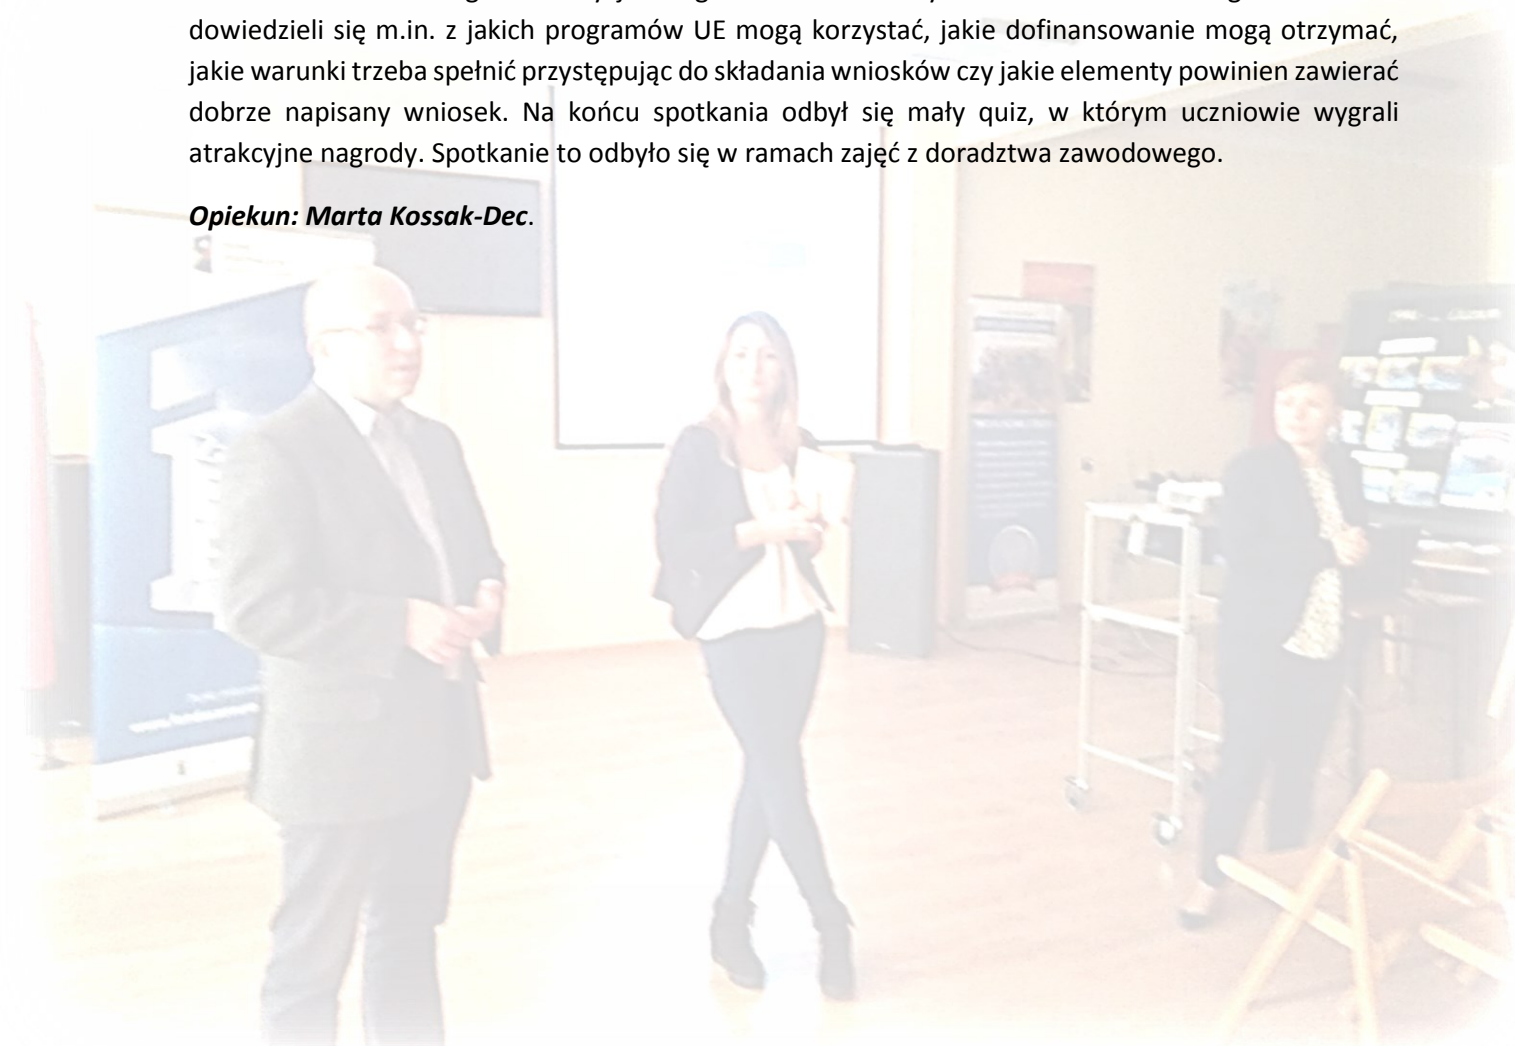 dowiedzieli się m.in. z jakich programów UE mogą korzystać, jakie dofinansowanie mogą otrzymać,
jakie warunki trzeba spełnić przystępując do składania wniosków czy jakie elementy powinien zawierać
dobrze napisany wniosek. Na końcu spotkania odbył się mały quiz, w którym uczniowie wygrali
atrakcyjne nagrody. Spotkanie to odbyło się w ramach zajęć z doradztwa zawodowego.
Opiekun: Marta Kossak-Dec.